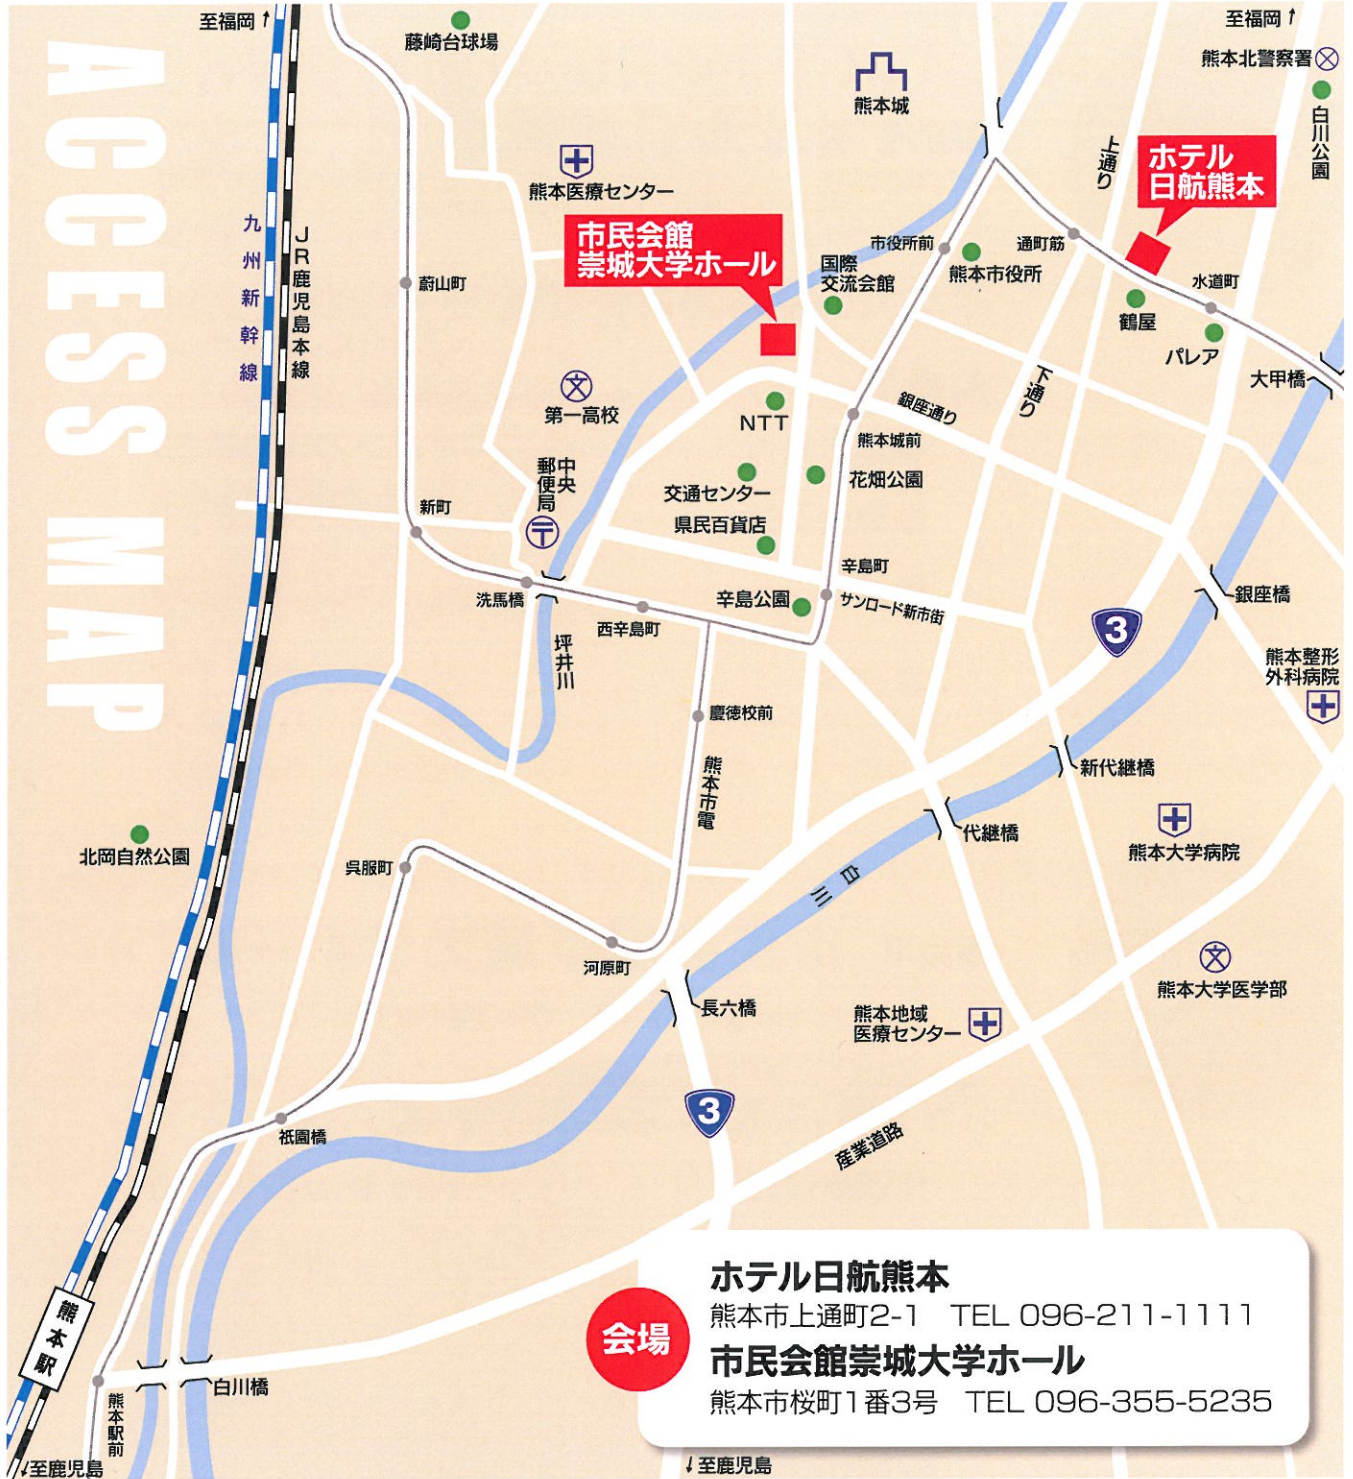 ACCESS MAP
至福岡↑
藤崎台球場
至福岡↑
熊本北警察署
白川公園
熊本城
上通り
ホテル
日航熊本
熊本医療センター
九州新幹線
JR鹿児島本線
市民会館
崇城大学ホール
市役所前
熊本市役所
通町筋
国際
交流会館
水道町
鶴屋
パレア
大甲橋
蔚山町
第一高校
NTT
銀座通り
下通り
熊本城前
中央
郵便局
〒
交通センター
花畑公園
県民百貨店
新町
辛島町
洗馬橋
西辛島町
辛島公園
サンロード新市街
銀座橋
3
坪井川
熊本整形
外科病院
慶徳校前
熊本市電
新代継橋
代継橋
熊本大学病院
北岡自然公園
呉服町
白川
河原町
長六橋
熊本大学医学部
文
文
熊本地域
医療センター
3
祇園橋
産業道路
熊本駅
熊本駅前
白川橋
会場
ホテル日航熊本
熊本市上通町2-1 TEL 096-211-1111
市民会館崇城大学ホール
熊本市桜町1番3号 TEL 096-355-5235
↓至鹿児島
↓至鹿児島